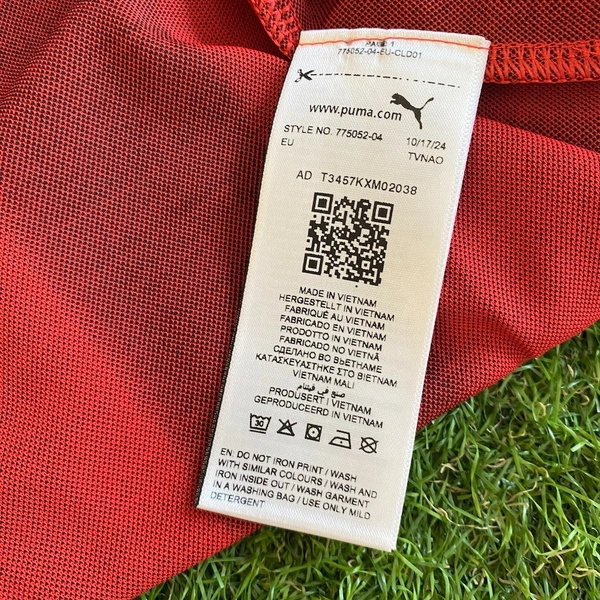 PAGE 1
775052-04-EU-CLD01
www.puma.com
STYLE NO. 775052-04 10/17/24
EU TVNAO
AD T3457KXM02038
MADE IN VIETNAM
HERGESTELLT IN VIETNAM
FABRIQUÉ AU VIETNAM
FABRICADO EN VIETNAM
PRODOTTO IN VIETNAM
FABRICADO NO VIETNÃ
СДЕЛАНО ВО ВЬЕТНАМЕ
ΚΑΤΑΣΚΕΥΑΣΤΗΚΕ ΣΤΟ ΒΙΕΤΝΑΜ
VIETNAM MALI
صنع في فيتنام
PRODUSERT I VIETNAM
GEPRODUCEERD IN VIETNAM
30
EN: DO NOT IRON PRINT / WASH
WITH SIMILAR COLOURS / WASH AND
IRON INSIDE OUT / WASH GARMENT
IN A WASHING BAG / USE ONLY MILD
DETERGENT